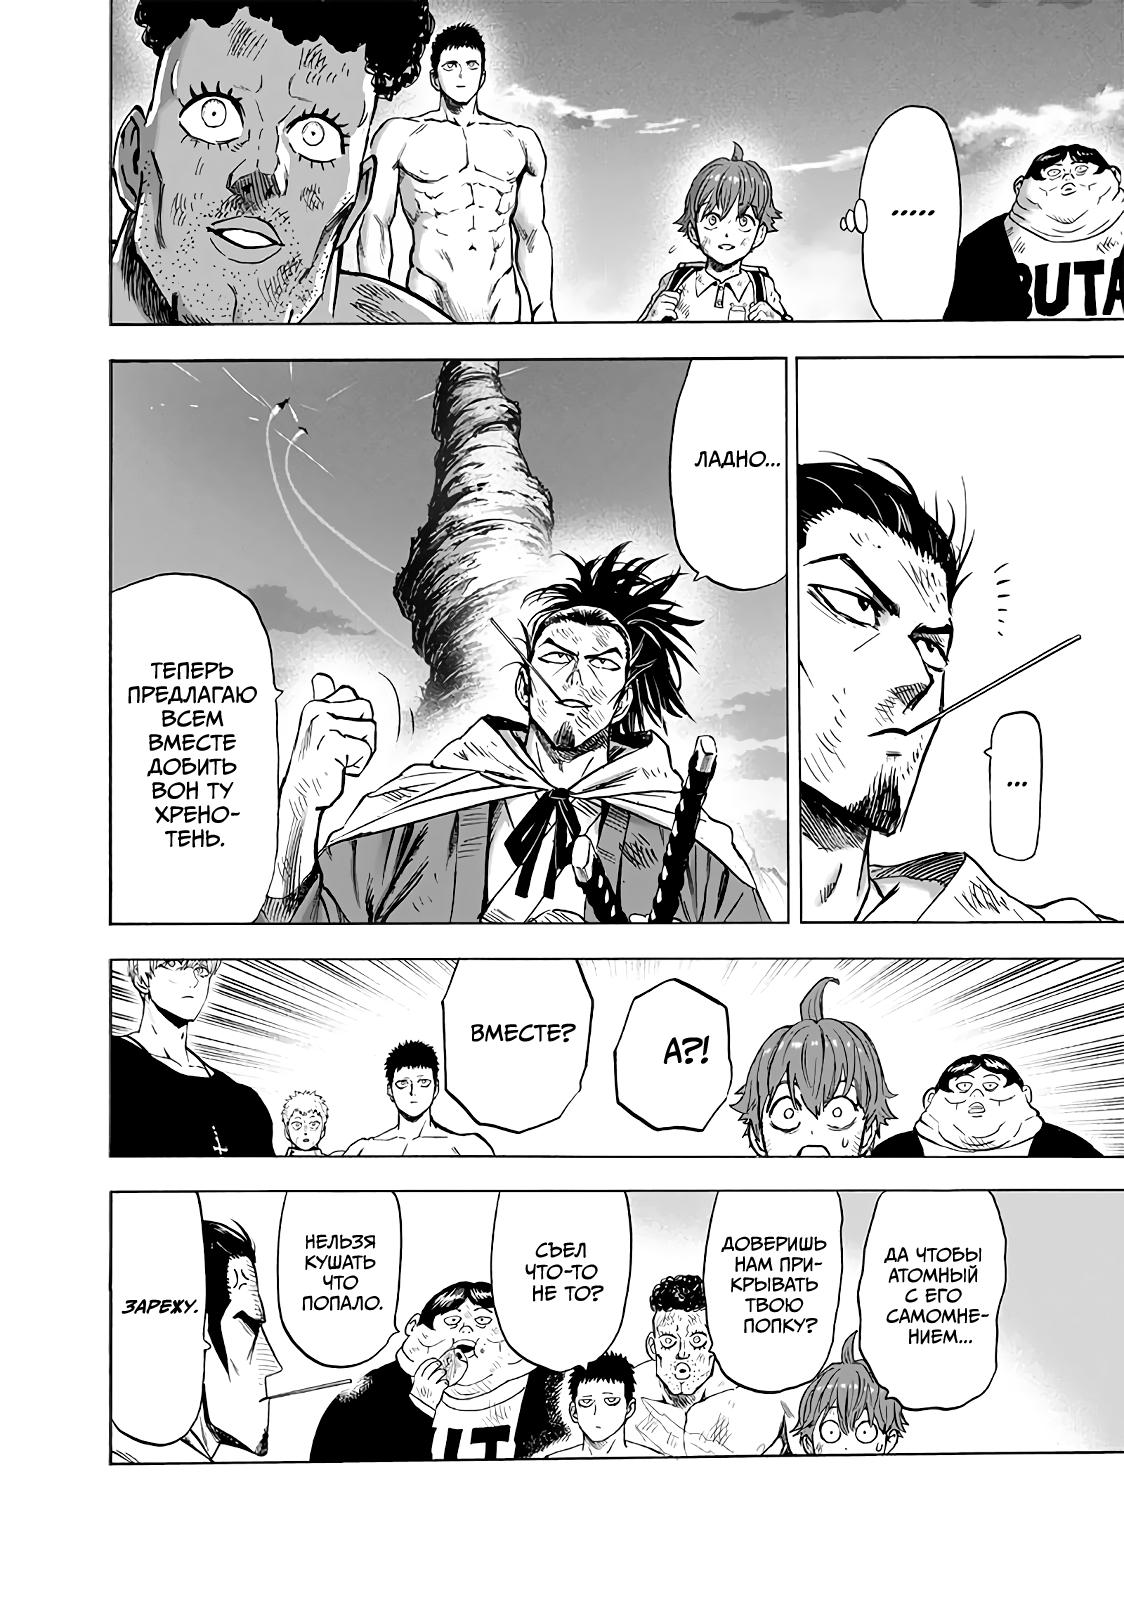 ......
BUTA
...
ЛАДНО...
ТЕПЕРЬ
ПРЕДЛАГАЮ
ВСЕМ
ВМЕСТЕ
ДОБИТЬ
ВОН ТУ
ХРЕНО-
ТЕНЬ.
А?!
ВМЕСТЕ?
ДА ЧТОБЫ
АТОМНЫЙ
С ЕГО
САМОМНЕ-
НИЕМ...
ДОВЕРИШЬ
НАМ ПРИ-
КРЫВАТЬ
ТВОЮ
ПОПКУ?
СЪЕЛ
ЧТО-ТО
НЕ ТО?
НЕЛЬЗЯ
КУШАТЬ
ЧТО
ПОПАЛО.
ЗАРЕЖУ.